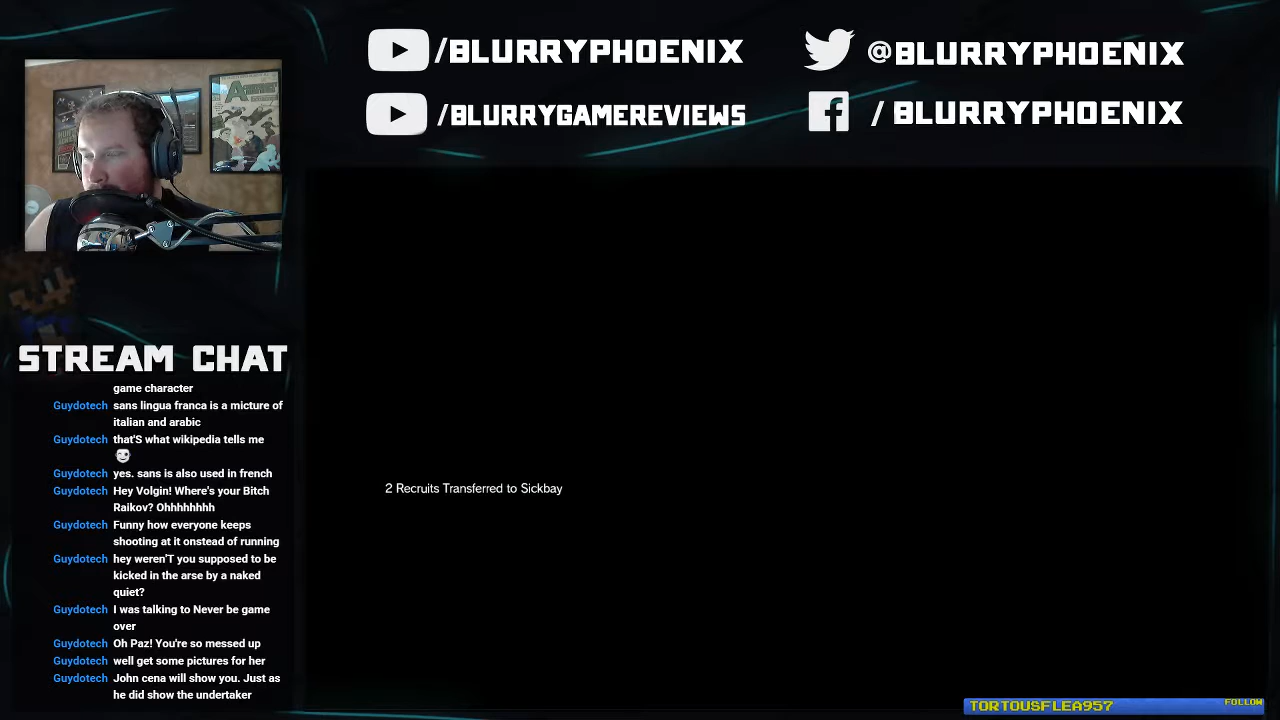 /BLURRYPHOENIX
@BLURRYPHOENIX
/BLURRYGAMEREVIEWS
/ BLURRYPHOENIX
STREAM CHAT
game character
Guydotech sans lingua franca is a micture of
italian and arabic
Guydotech that'S what wikipedia tells me
Guydotech yes. sans is also used in french
Guydotech Hey Volgin! Where's your Bitch
Raikov? Ohhhhhhhh
Guydotech Funny how everyone keeps
shooting at it onstead of running
Guydotech hey weren'T you supposed to be
kicked in the arse by a naked
quiet?
Guydotech I was talking to Never be game
over
Guydotech Oh Paz! You're so messed up
Guydotech well get some pictures for her
Guydotech John cena will show you. Just as
he did show the undertaker
2 Recruits Transferred to Sickbay
TORTOUSFLEA957
FOLLOW